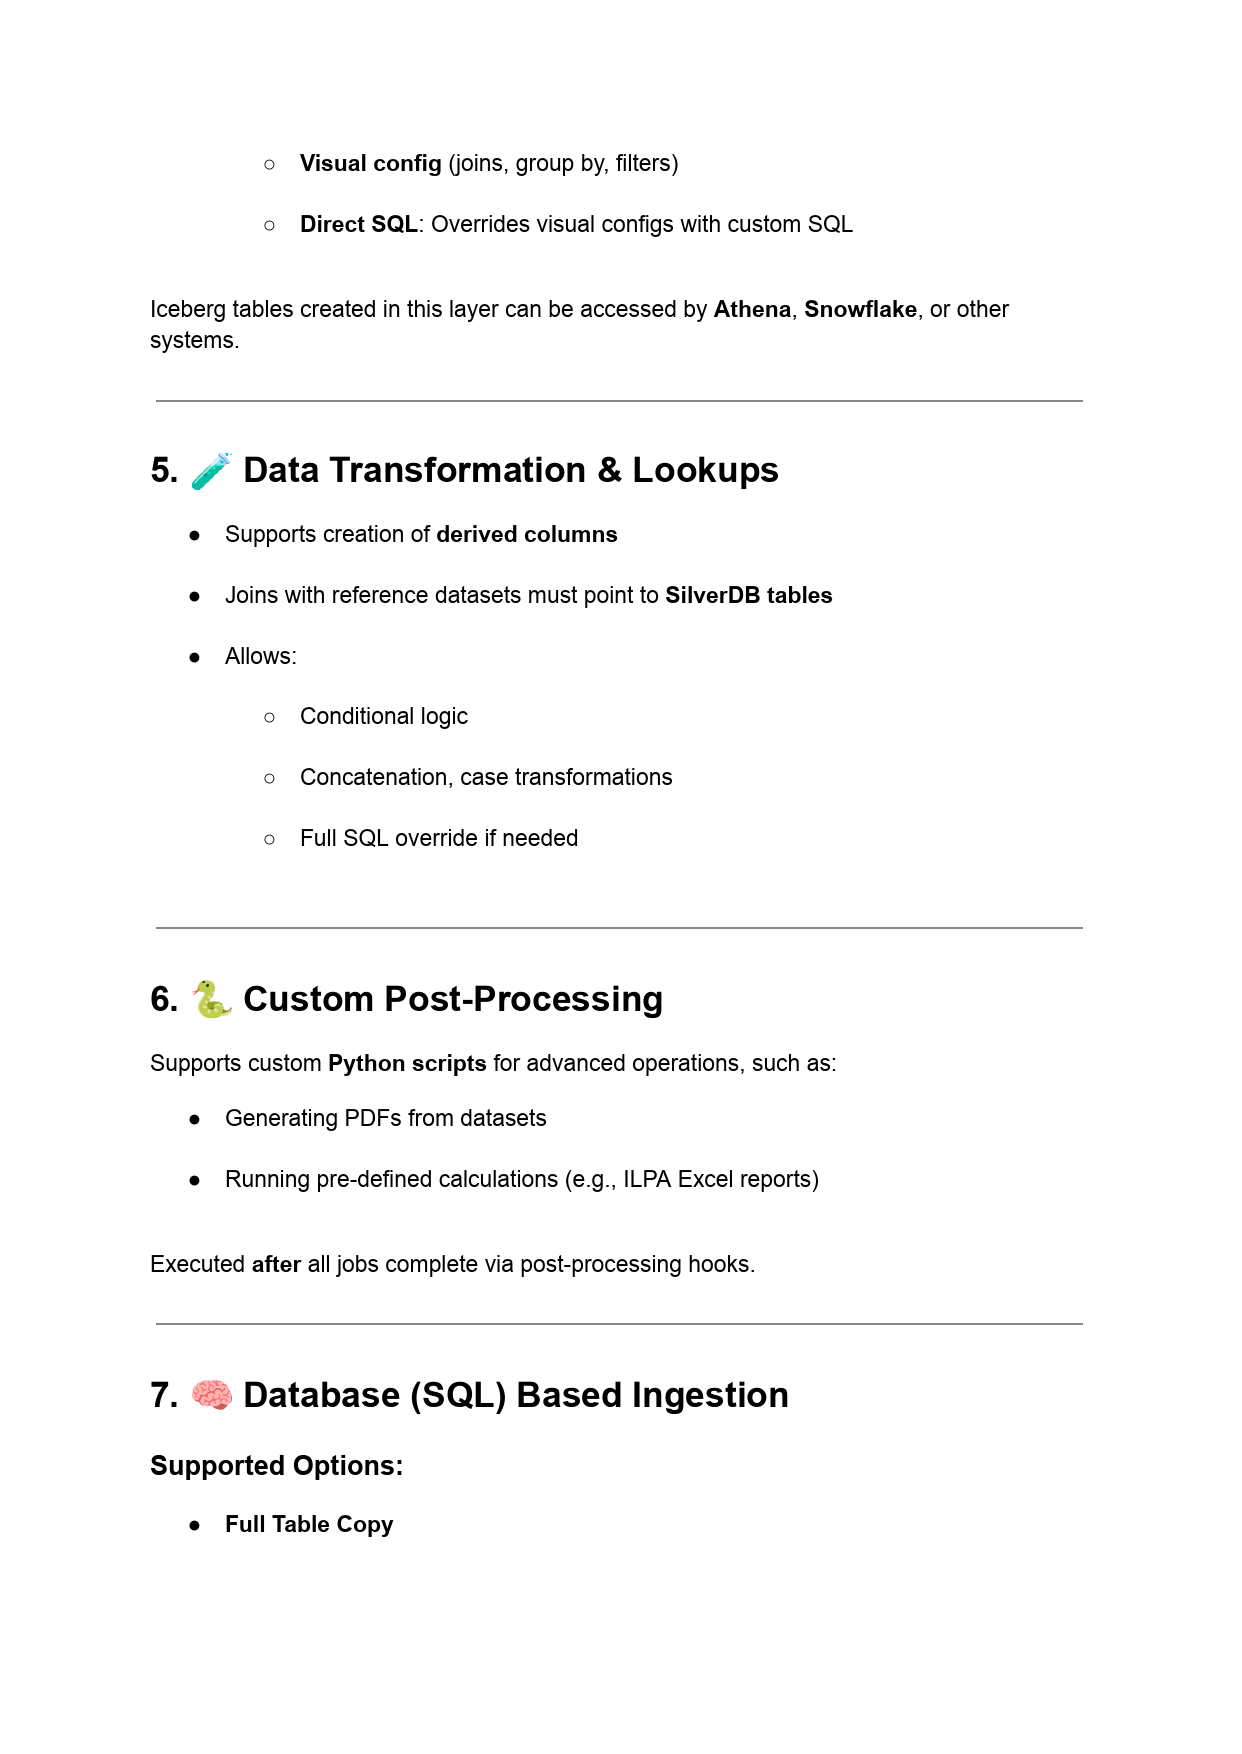 ○ Visual config (joins, group by, filters)
○ Direct SQL: Overrides visual configs with custom SQL
Iceberg tables created in this layer can be accessed by Athena, Snowflake, or other
systems.
5. 🧪 Data Transformation & Lookups
● Supports creation of derived columns
● Joins with reference datasets must point to SilverDB tables
● Allows:
○ Conditional logic
○ Concatenation, case transformations
○ Full SQL override if needed
6. 🐍 Custom Post-Processing
Supports custom Python scripts for advanced operations, such as:
● Generating PDFs from datasets
● Running pre-defined calculations (e.g., ILPA Excel reports)
Executed after all jobs complete via post-processing hooks.
7. 🧠 Database (SQL) Based Ingestion
Supported Options:
● Full Table Copy